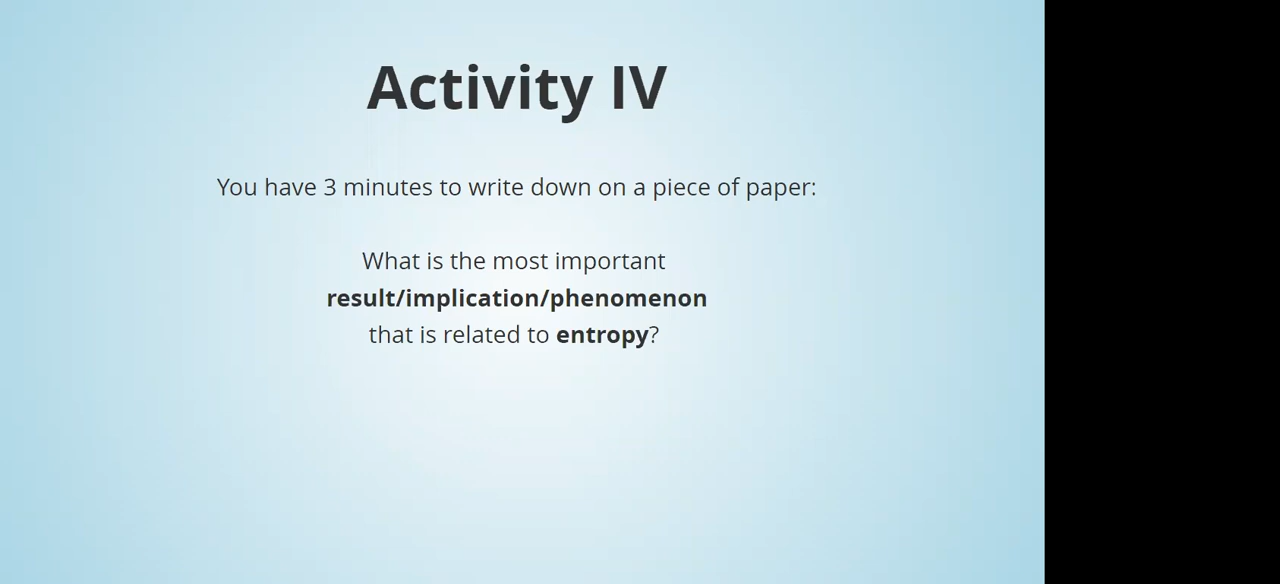 Activity IV
You have 3 minutes to write down on a piece of paper:
What is the most important
result/implication/phenomenon
that is related to entropy?